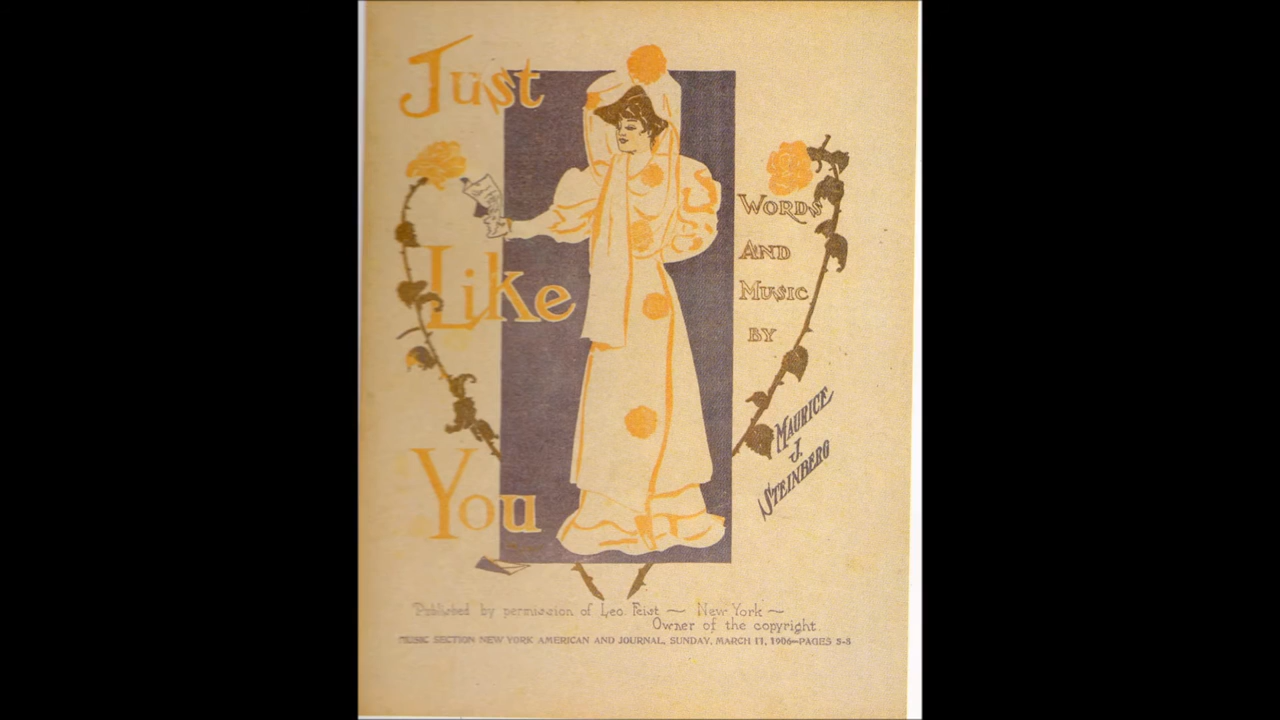 Just
Like
You
WORDS
AND
MUSIC
BY
MAURICE
J.
STEINBERG
Published by permission of Leo. Feist ~ New York ~
Owner of the copyright.
MUSIC SECTION NEW YORK AMERICAN AND JOURNAL, SUNDAY, MARCH 11, 1906—PAGES 5-8